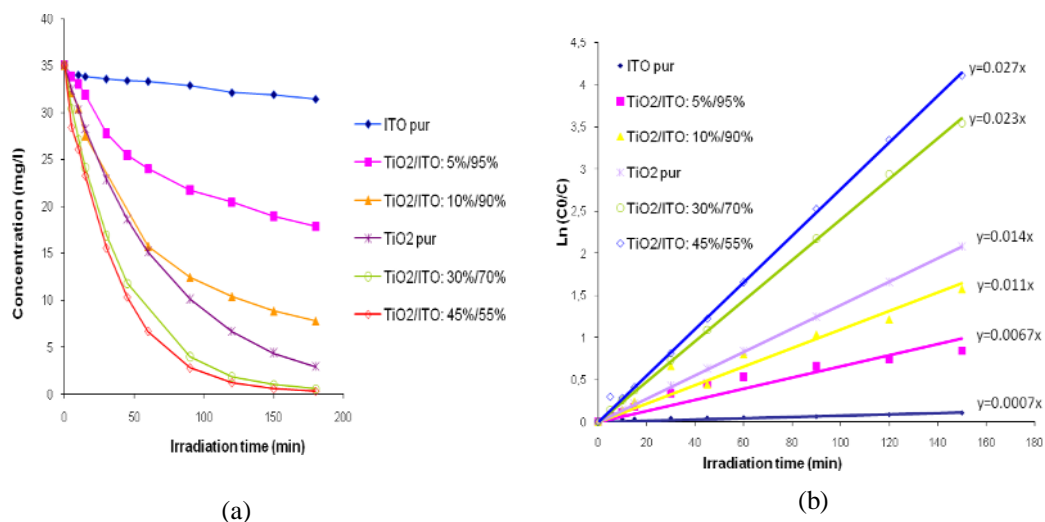 40
35
30
25
20
15
10
5
0
0 50 100 150 200
Concentration (mg/l)
Irradiation time (min)
ITO pur
TiO2/ITO: 5%/95%
TiO2/ITO: 10%/90%
TiO2 pur
TiO2/ITO: 30%/70%
TiO2/ITO: 45%/55%
(a)
4,5
4
3,5
3
2,5
2
1,5
1
0,5
0
0 20 40 60 80 100 120 140 160 180
Ln (C0/C)
Irradiation time (min)
ITO pur
TiO2/ITO: 5%/95%
TiO2/ITO: 10%/90%
TiO2 pur
TiO2/ITO: 30%/70%
TiO2/ITO: 45%/55%
y=0.027x
y=0.023x
y=0.014x
y=0.011x
y=0.0067x
y=0.0007x
(b)